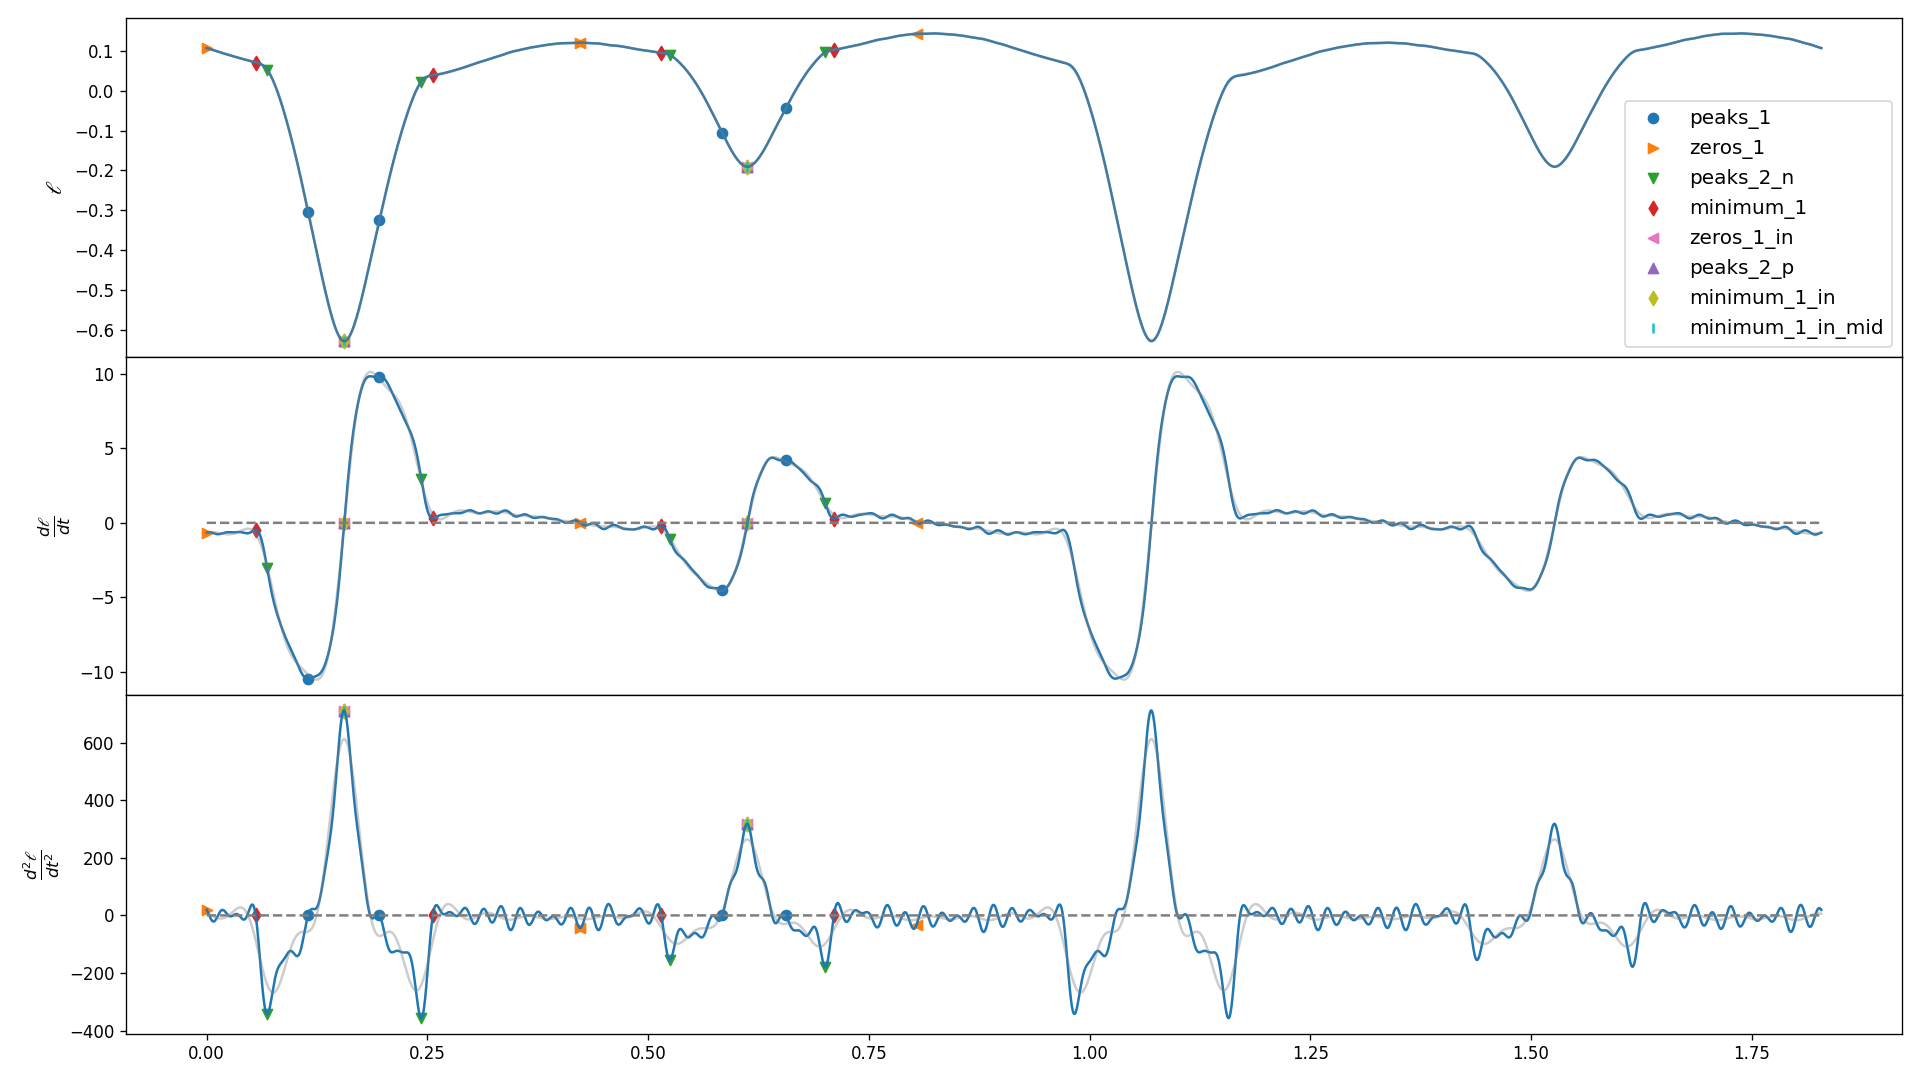 0.1
0.0
−0.1
−0.2
−0.3
−0.4
−0.5
−0.6
ℓ
peaks_1
zeros_1
peaks_2_n
minimum_1
zeros_1_in
peaks_2_p
minimum_1_in
minimum_1_in_mid
10
5
0
−5
−10
dℓ
dt
600
400
200
0
−200
−400
d²ℓ
dt²
0.00 0.25 0.50 0.75 1.00 1.25 1.50 1.75